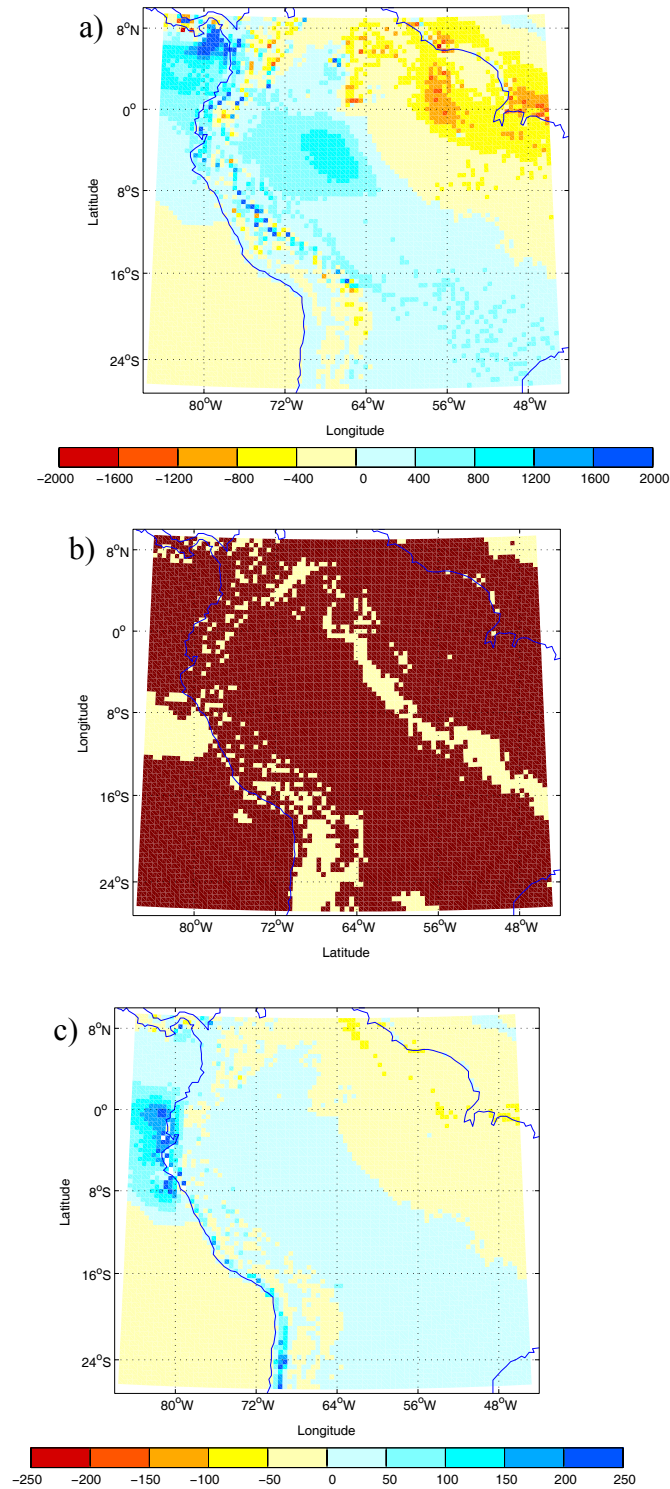 a)
8°N
0°
8°S
16°S
24°S
Latitude
80°W 72°W 64°W 56°W 48°W
Longitude
−2000 −1600 −1200 −800 −400 0 400 800 1200 1600 2000
b)
8°N
0°
8°S
16°S
24°S
Longitude
80°W 72°W 64°W 56°W 48°W
Latitude
c)
8°N
0°
8°S
16°S
24°S
Latitude
80°W 72°W 64°W 56°W 48°W
Longitude
−250 −200 −150 −100 −50 0 50 100 150 200 250